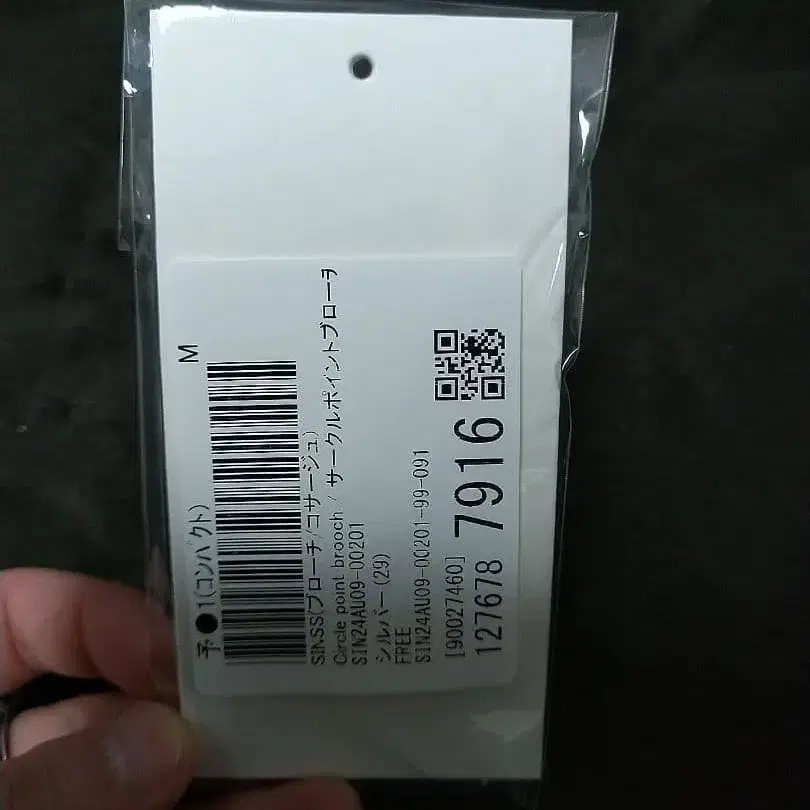 予●1(コンパクト) M
SINSS(ブローチ/コサージュ)
Circle point brooch / サークルポイントブローチ
SIN24AU09-00201
シルバー (29)
FREE
SIN24AU09-00201-99-091
[90027460]
127678 7916